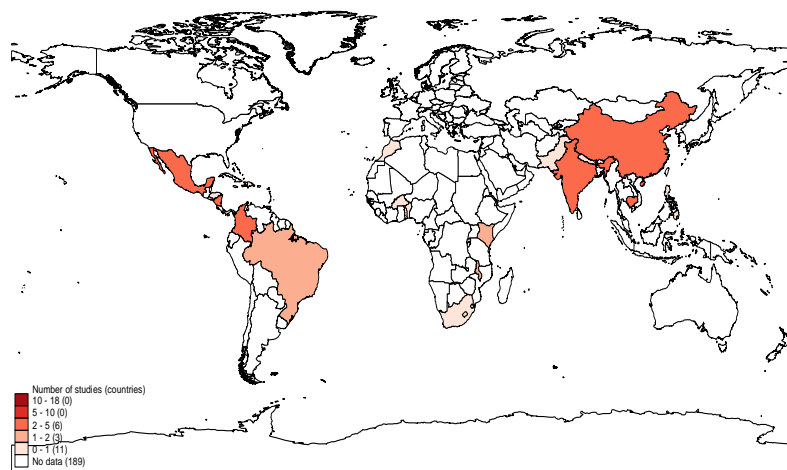 Number of studies (countries)
10 - 18 (0)
5 - 10 (0)
2 - 5 (6)
1 - 2 (3)
0 - 1 (11)
No data (189)